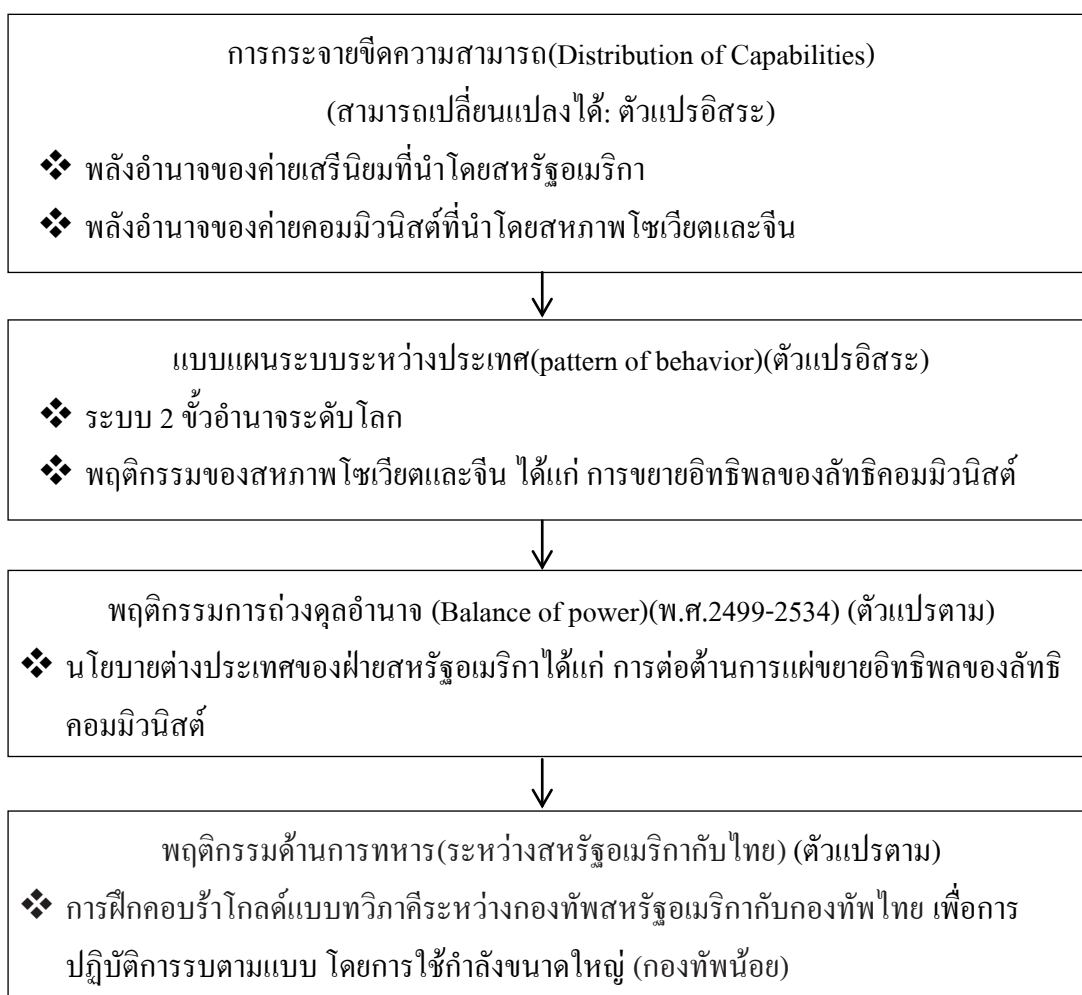 การกระจายขีดความสามารถ(Distribution of Capabilities)
(สามารถเปลี่ยนแปลงได้: ตัวแปรอิสระ)
❖ พลังอำนาจของค่ายเสรีนิยมที่นำโดยสหรัฐอเมริกา
❖ พลังอำนาจของค่ายคอมมิวนิสต์ที่นำโดยสหภาพโซเวียตและจีน
แบบแผนระบบระหว่างประเทศ(pattern of behavior)(ตัวแปรอิสระ)
❖ ระบบ 2 ขั้วอำนาจระดับโลก
❖ พฤติกรรมของสหภาพโซเวียตและจีน ได้แก่ การขยายอิทธิพลของลัทธิคอมมิวนิสต์
พฤติกรรมการถ่วงดุลอำนาจ (Balance of power)(พ.ศ.2499-2534) (ตัวแปรตาม)
❖ นโยบายต่างประเทศของฝ่ายสหรัฐอเมริกาได้แก่ การต่อต้านการแผ่ขยายอิทธิพลของลัทธิ
คอมมิวนิสต์
พฤติกรรมด้านการทหาร(ระหว่างสหรัฐอเมริกากับไทย) (ตัวแปรตาม)
❖ การฝึกคอบร้าโกลด์แบบทวิภาคีระหว่างกองทัพสหรัฐอเมริกากับกองทัพไทย เพื่อการ
ปฏิบัติการรบตามแบบ โดยการใช้กำลังขนาดใหญ่ (กองทัพน้อย)